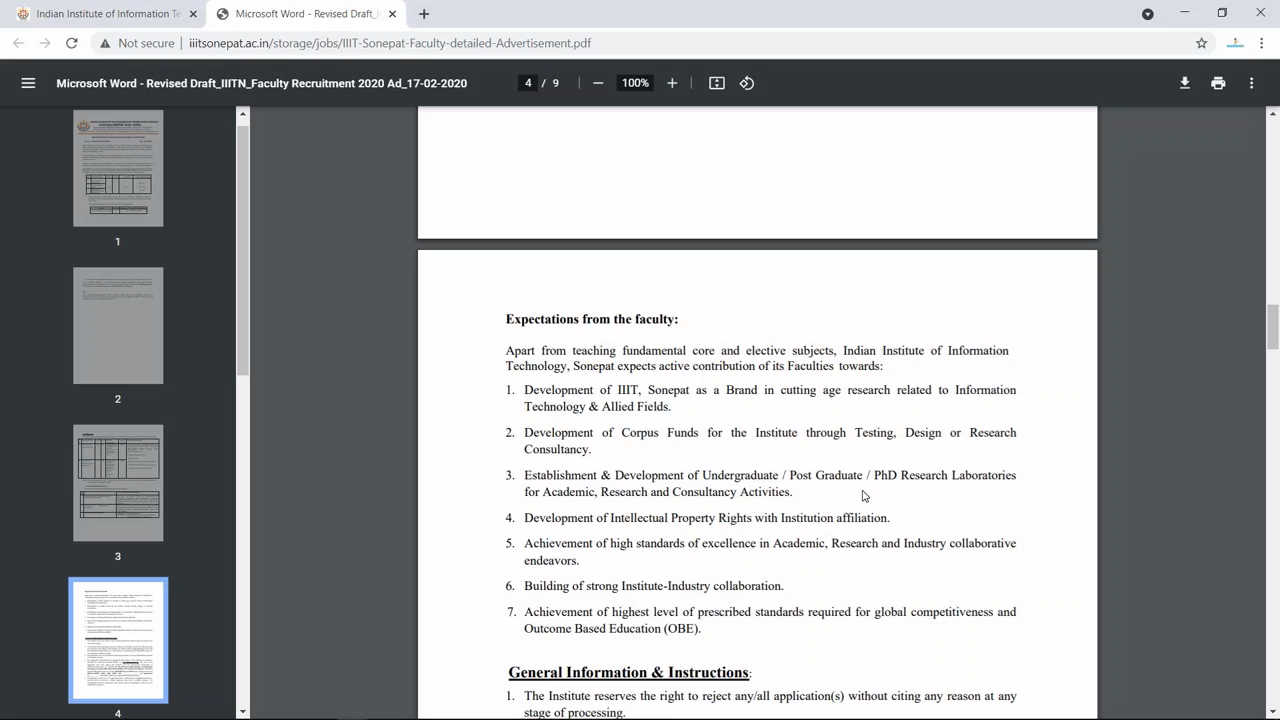 Indian Institute of Information Te
Microsoft Word - Revised Draft_I
Not secure
iiitsonepat.ac.in/storage/jobs/IIIT-Sonepat-Faculty-detailed-Advertisement.pdf
Microsoft Word - Revised Draft_IIITN_Faculty Recruitment 2020 Ad_17-02-2020
4 / 9
100%
1
2
3
4
Expectations from the faculty:
Apart from teaching fundamental core and elective subjects, Indian Institute of Information
Technology, Sonepat expects active contribution of its Faculties towards:
1. Development of IIIT, Sonepat as a Brand in cutting age research related to Information
Technology & Allied Fields.
2. Development of Corpus Funds for the Institute through Testing, Design or Research
Consultancy.
3. Establishment & Development of Undergraduate / Post Graduate / PhD Research Laboratories
for Academic, Research and Consultancy Activities.
4. Development of Intellectual Property Rights with Institution affiliation.
5. Achievement of high standards of excellence in Academic, Research and Industry collaborative
endeavors.
6. Building of strong Institute-Industry collaboration.
7. Achievement of highest level of prescribed standards required for global competitiveness and
Outcome Based Education (OBE).
General Information & Instructions:
1. The Institute reserves the right to reject any/all application(s) without citing any reason at any
stage of processing.